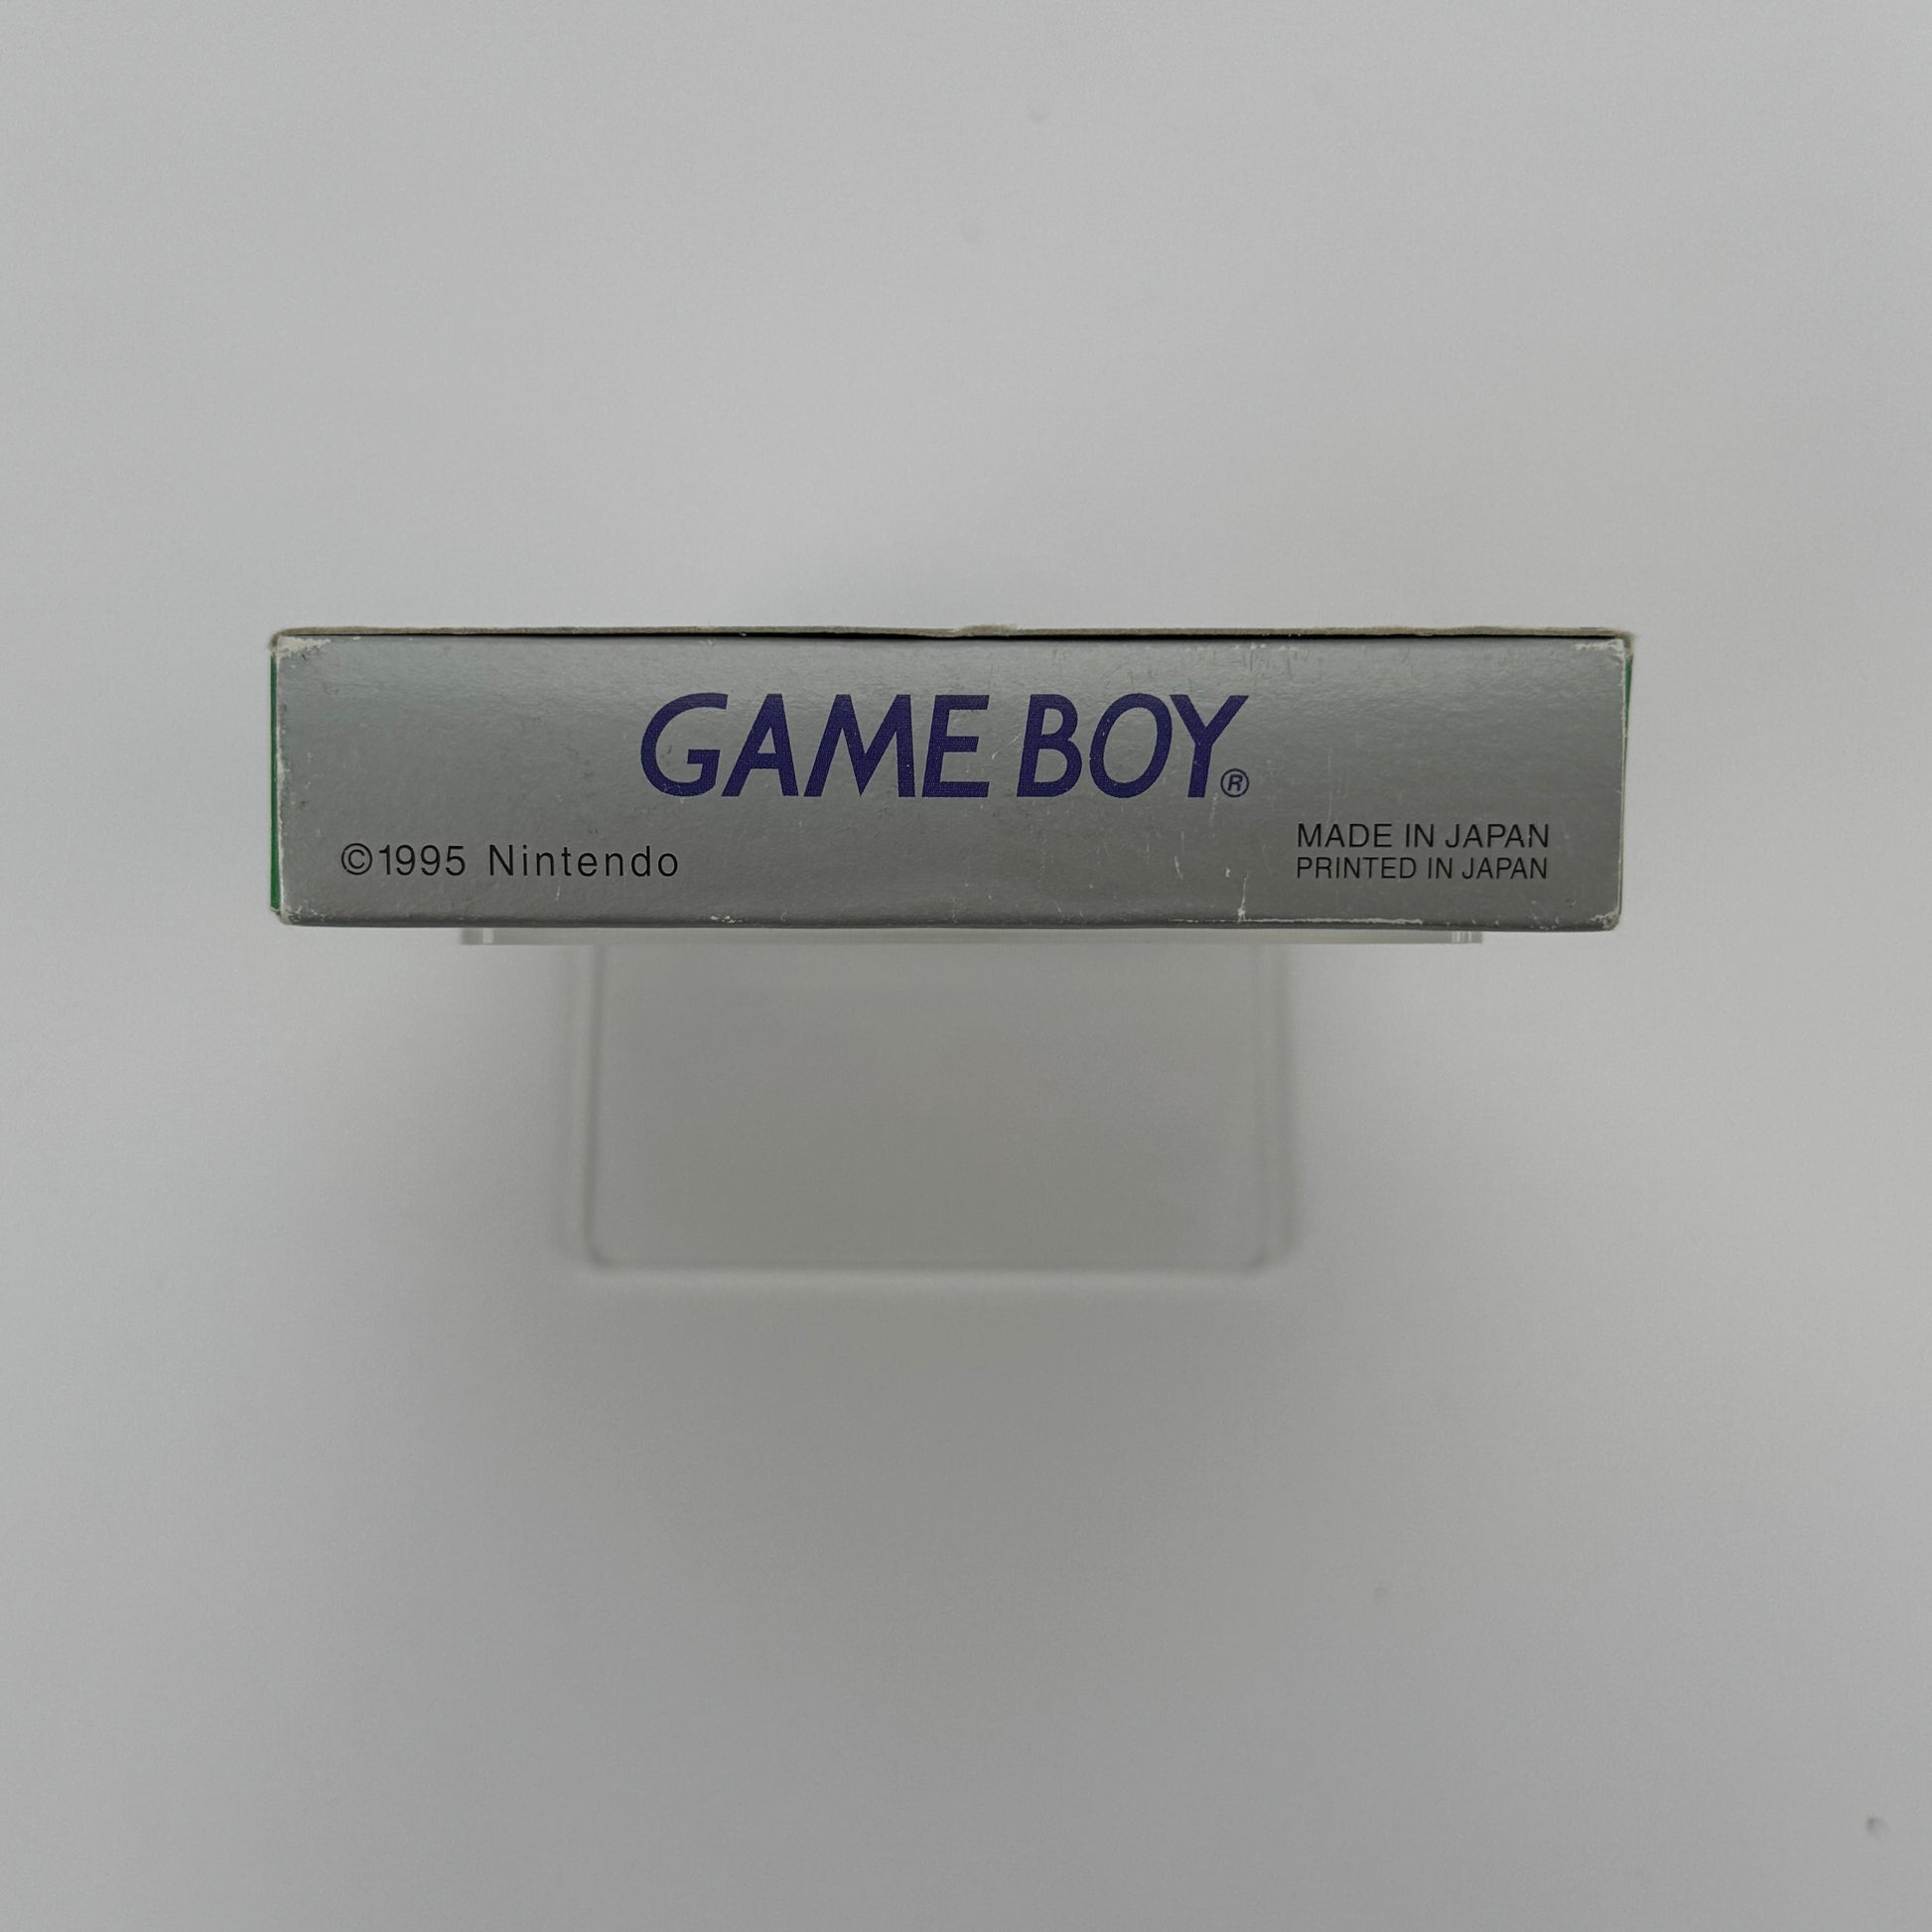 GAME BOY®
©1995 Nintendo
MADE IN JAPAN
PRINTED IN JAPAN